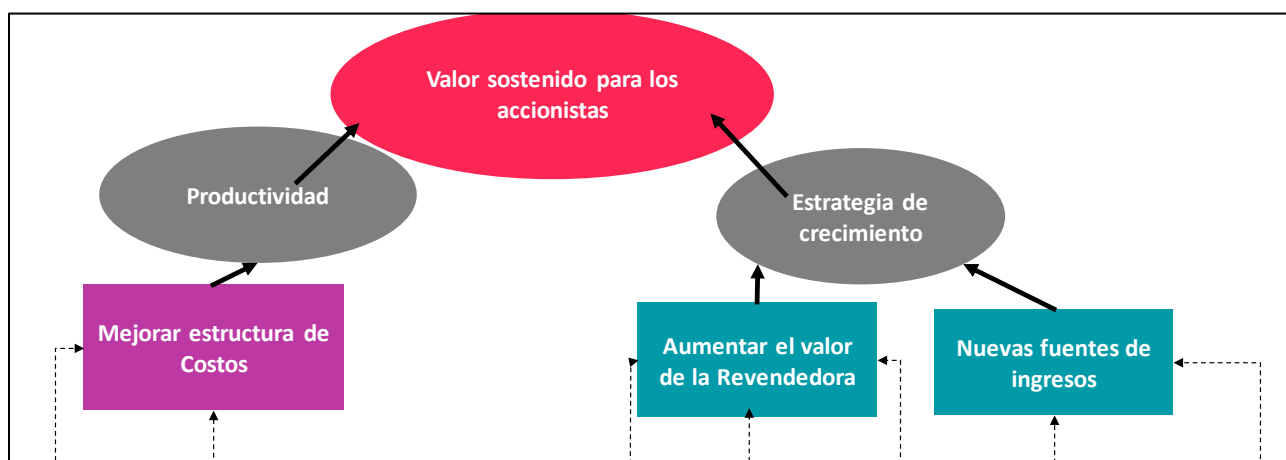 Valor sostenido para los
accionistas
Productividad
Estrategia de
crecimiento
Mejorar estructura de
Costos
Aumentar el valor
de la Revendedora
Nuevas fuentes de
ingresos